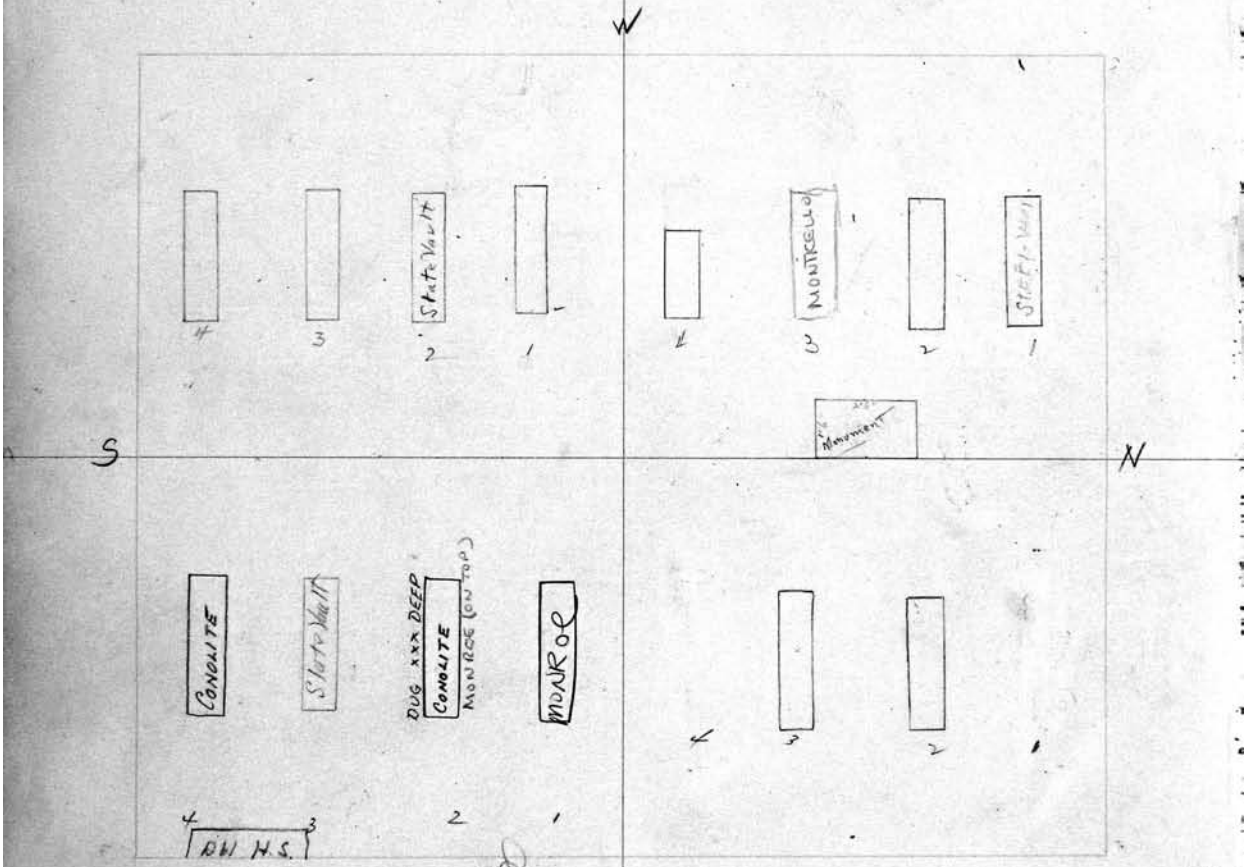 W
State Vault
MONTICELLO
STEEL VAULT
4
3
2
1
4
3
2
1
Monument
S
N
CONOLITE
State Vault
DUG XXX DEEP
CONOLITE
MONROE (ON TOP)
MONROE
4
3
2
1
4
3
2
1
DW H.S.